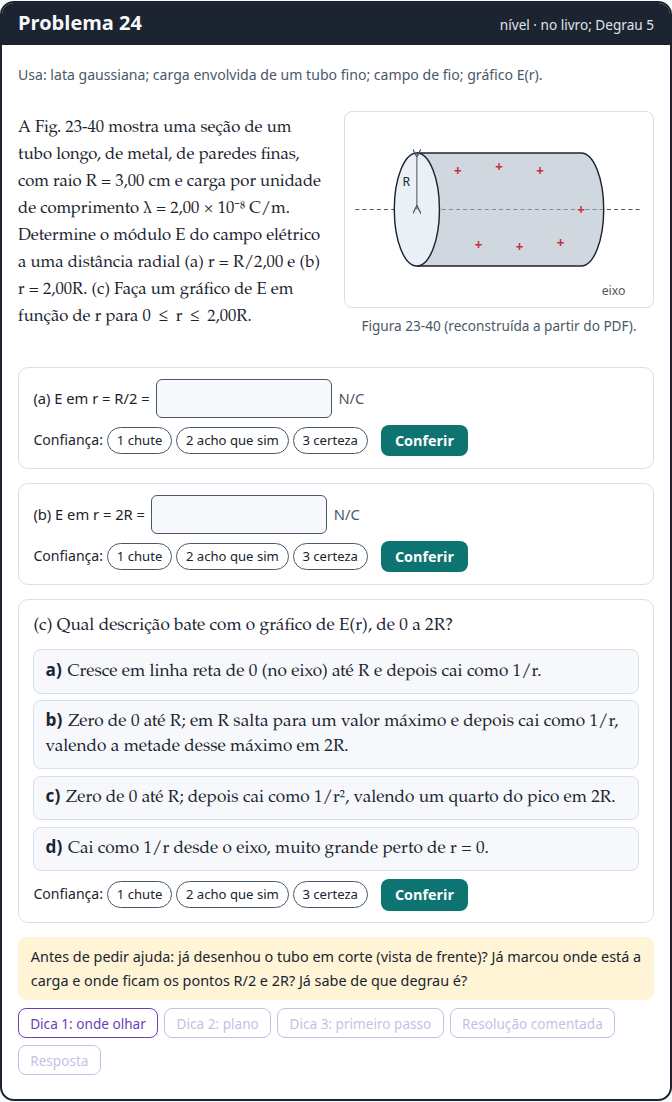 Problema 24
nível · no livro; Degrau 5
Usa: lata gaussiana; carga envolvida de um tubo fino; campo de fio; gráfico E(r).
A Fig. 23-40 mostra uma seção de um
tubo longo, de metal, de paredes finas,
com raio R = 3,00 cm e carga por unidade
de comprimento λ = 2,00 × 10⁻⁸ C/m.
Determine o módulo E do campo elétrico
a uma distância radial (a) r = R/2,00 e (b)
r = 2,00R. (c) Faça um gráfico de E em
função de r para 0 ≤ r ≤ 2,00R.
R
+ + + + + + +
eixo
Figura 23-40 (reconstruída a partir do PDF).
(a) E em r = R/2 = N/C
Confiança: 1 chute 2 acho que sim 3 certeza Conferir
(b) E em r = 2R = N/C
Confiança: 1 chute 2 acho que sim 3 certeza Conferir
(c) Qual descrição bate com o gráfico de E(r), de 0 a 2R?
a) Cresce em linha reta de 0 (no eixo) até R e depois cai como 1/r.
b) Zero de 0 até R; em R salta para um valor máximo e depois cai como 1/r,
valendo a metade desse máximo em 2R.
c) Zero de 0 até R; depois cai como 1/r², valendo um quarto do pico em 2R.
d) Cai como 1/r desde o eixo, muito grande perto de r = 0.
Confiança: 1 chute 2 acho que sim 3 certeza Conferir
Antes de pedir ajuda: já desenhou o tubo em corte (vista de frente)? Já marcou onde está a
carga e onde ficam os pontos R/2 e 2R? Já sabe de que degrau é?
Dica 1: onde olhar Dica 2: plano Dica 3: primeiro passo Resolução comentada
Resposta